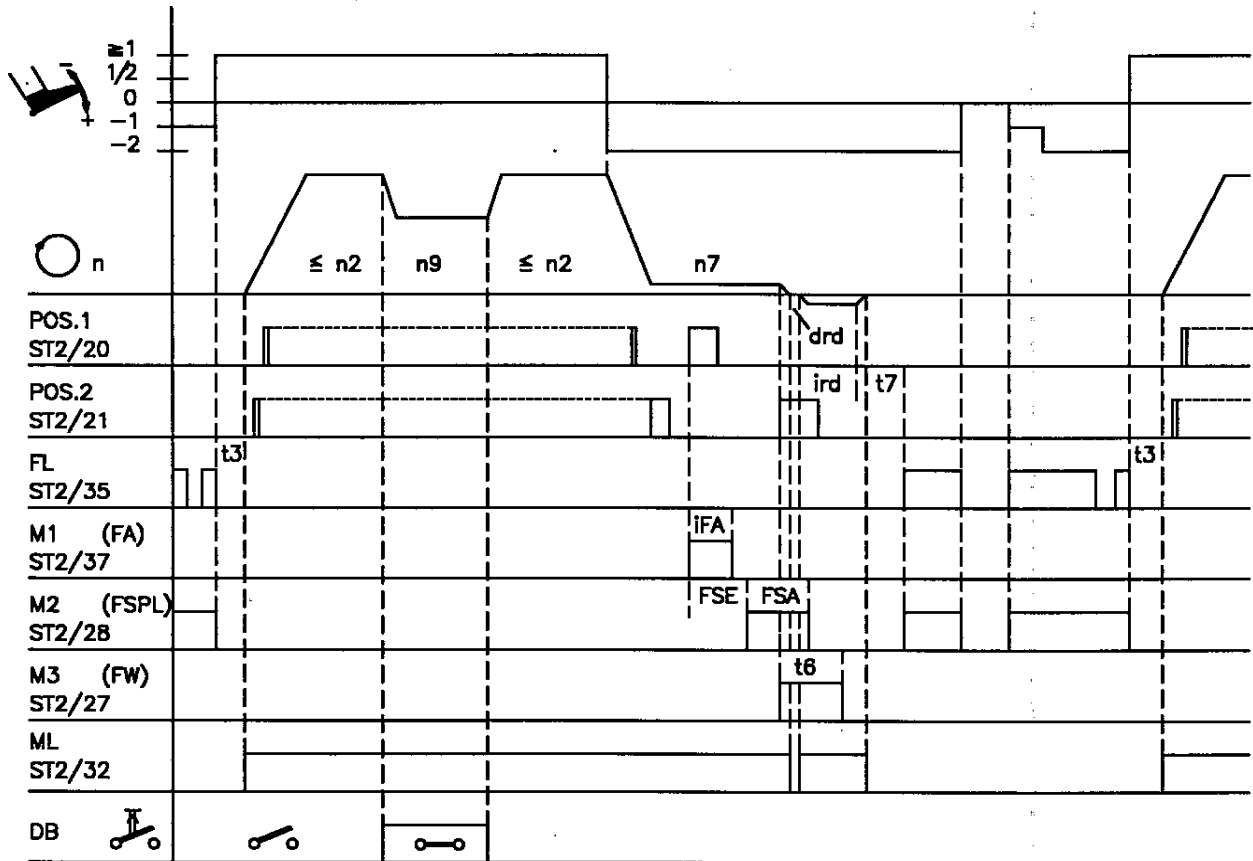 ≧1
1/2
0
-1
-2
-
+
n
≦ n2
n9
≦ n2
n7
POS.1
ST2/20
drd
POS.2
ST2/21
ird
t7
FL
ST2/35
t3
t3
M1 (FA)
ST2/37
iFA
M2 (FSPL)
ST2/28
FSE
FSA
M3 (FW)
ST2/27
t6
ML
ST2/32
DB